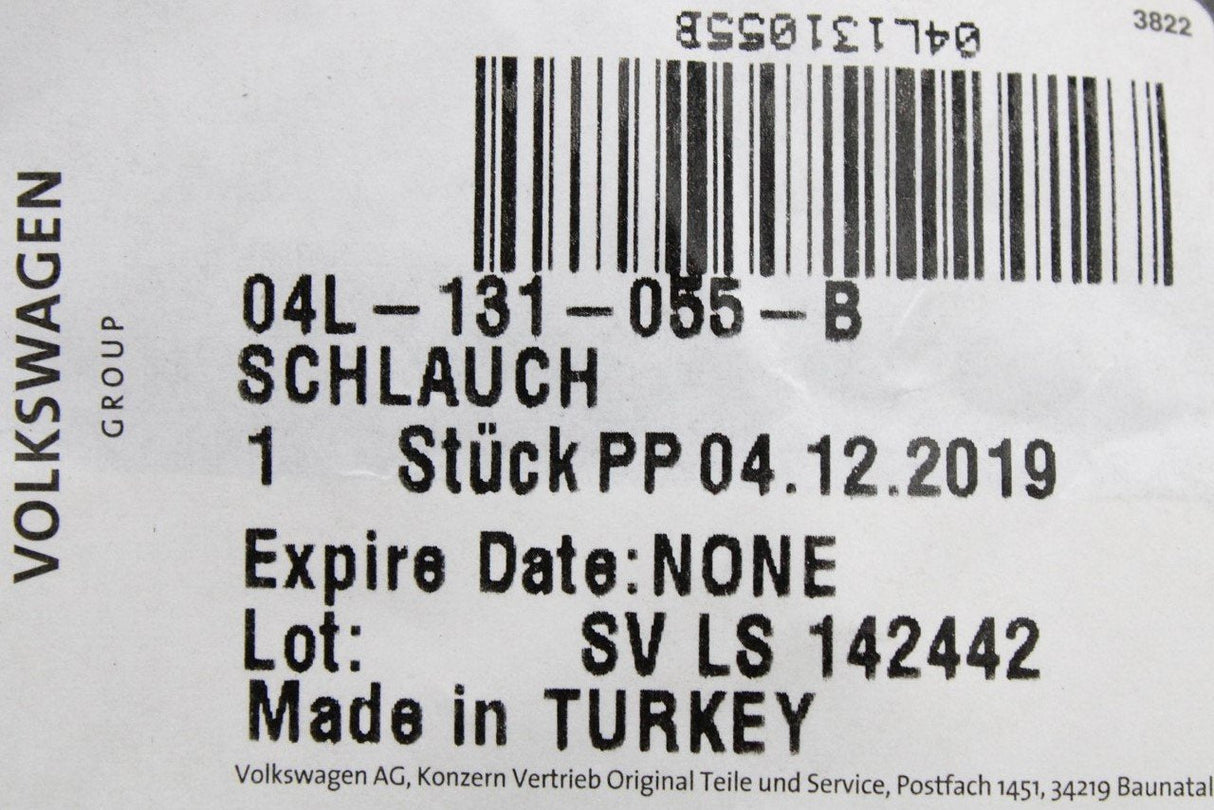 3822
04L131055B
VOLKSWAGEN
GROUP
04L-131-055-B
SCHLAUCH
1 Stück PP 04.12.2019
Expire Date:NONE
Lot: SV LS 142442
Made in TURKEY
Volkswagen AG, Konzern Vertrieb Original Teile und Service, Postfach 1451, 34219 Baunatal